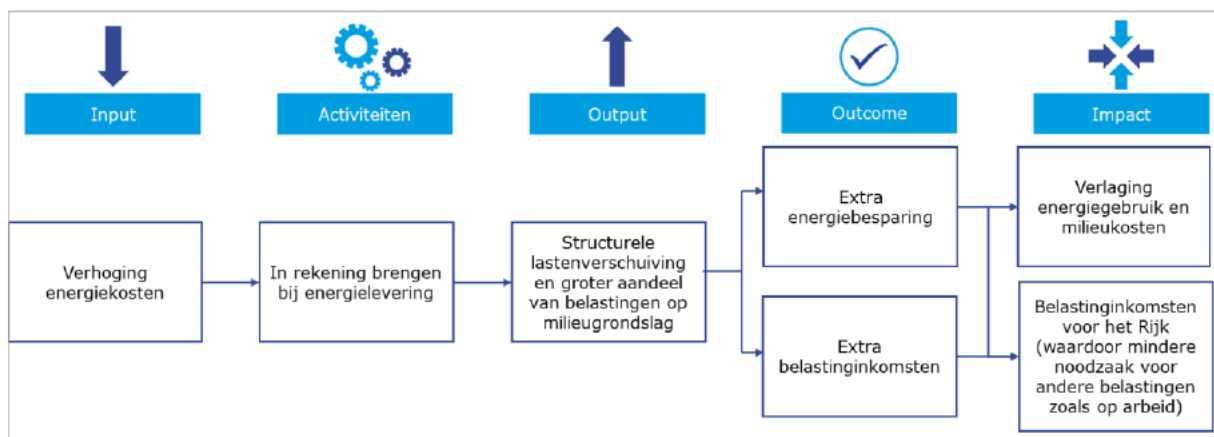 Input
Activiteiten
Output
Outcome
Impact
Verhoging
energiekosten
In rekening brengen
bij energielevering
Structurele
lastenverschuiving
en groter aandeel
van belastingen op
milieugrondslag
Extra
energiebesparing
Extra
belastinginkomsten
Verlaging
energiegebruik en
milieukosten
Belastinginkomsten
voor het Rijk
(waardoor mindere
noodzaak voor
andere belastingen
zoals op arbeid)